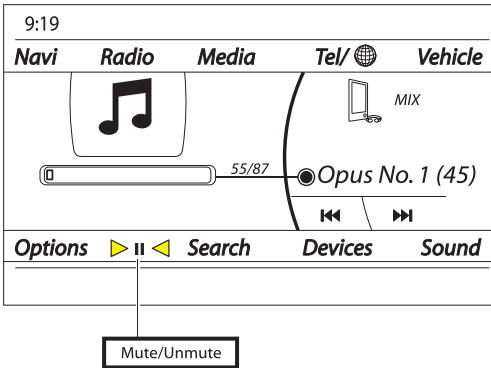 9:19
Navi Radio Media Tel/ Vehicle
MIX
55/87 Opus No. 1 (45)
Options Search Devices Sound
Mute/Unmute